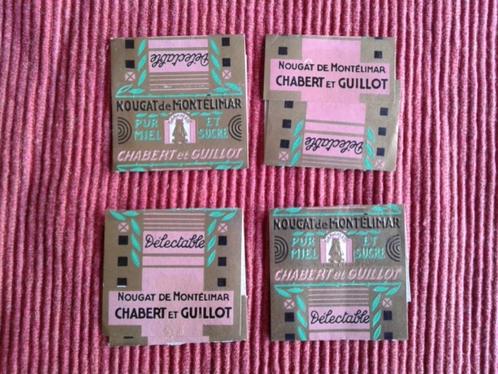 Délectable
NOUGAT de MONTÉLIMAR
PUR ET
MIEL SUCRE
CHABERT et GUILLOT
NOUGAT DE MONTÉLIMAR
CHABERT ET GUILLOT
Délectable
Délectable
NOUGAT DE MONTÉLIMAR
CHABERT ET GUILLOT
NOUGAT de MONTÉLIMAR
PUR ET
MIEL SUCRE
CHABERT et GUILLOT
Délectable